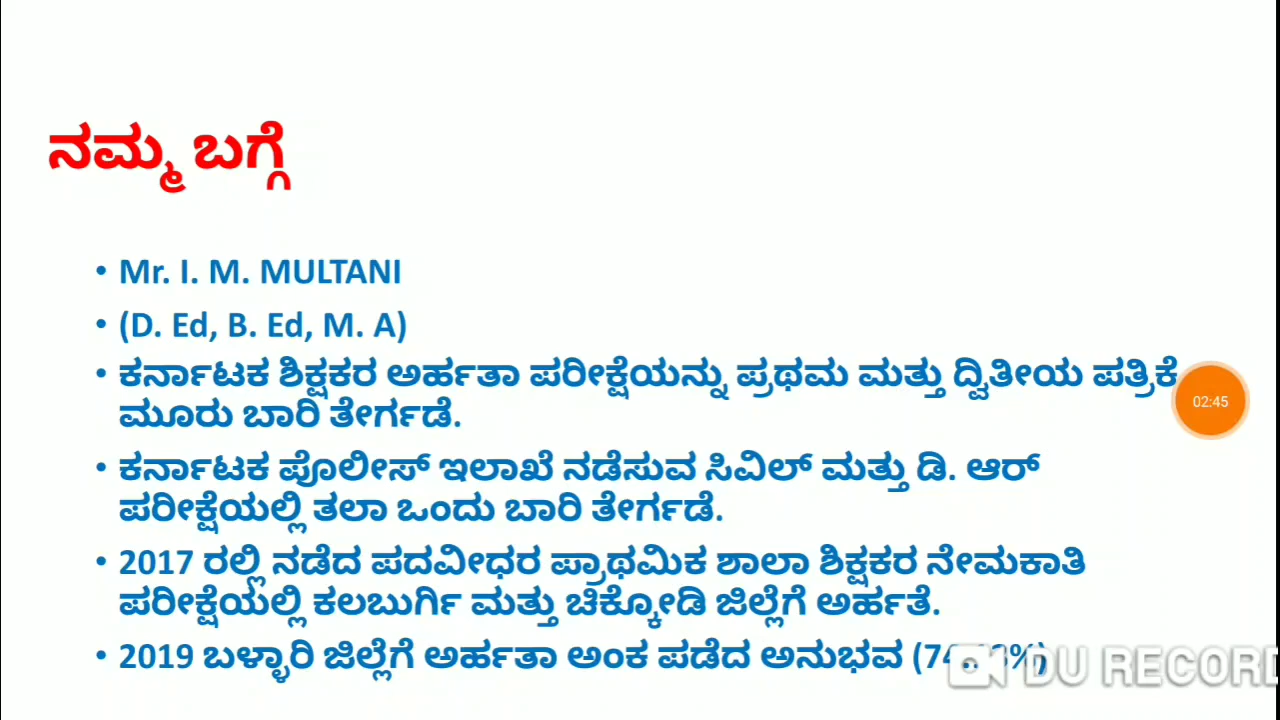 ನಮ್ಮ ಬಗ್ಗೆ
• Mr. I. M. MULTANI
• (D. Ed, B. Ed, M. A)
• ಕರ್ನಾಟಕ ಶಿಕ್ಷಕರ ಅರ್ಹತಾ ಪರೀಕ್ಷೆಯನ್ನು ಪ್ರಥಮ ಮತ್ತು ದ್ವಿತೀಯ ಪತ್ರಿಕೆ
ಮೂರು ಬಾರಿ ತೇರ್ಗಡೆ.
02:45
• ಕರ್ನಾಟಕ ಪೊಲೀಸ್ ಇಲಾಖೆ ನಡೆಸುವ ಸಿವಿಲ್ ಮತ್ತು ಡಿ. ಆರ್
ಪರೀಕ್ಷೆಯಲ್ಲಿ ತಲಾ ಒಂದು ಬಾರಿ ತೇರ್ಗಡೆ.
• 2017 ರಲ್ಲಿ ನಡೆದ ಪದವೀಧರ ಪ್ರಾಥಮಿಕ ಶಾಲಾ ಶಿಕ್ಷಕರ ನೇಮಕಾತಿ
ಪರೀಕ್ಷೆಯಲ್ಲಿ ಕಲಬುರ್ಗಿ ಮತ್ತು ಚಿಕ್ಕೋಡಿ ಜಿಲ್ಲೆಗೆ ಅರ್ಹತೆ.
• 2019 ಬಳ್ಳಾರಿ ಜಿಲ್ಲೆಗೆ ಅರ್ಹತಾ ಅಂಕ ಪಡೆದ ಅನುಭವ
DU RECORD